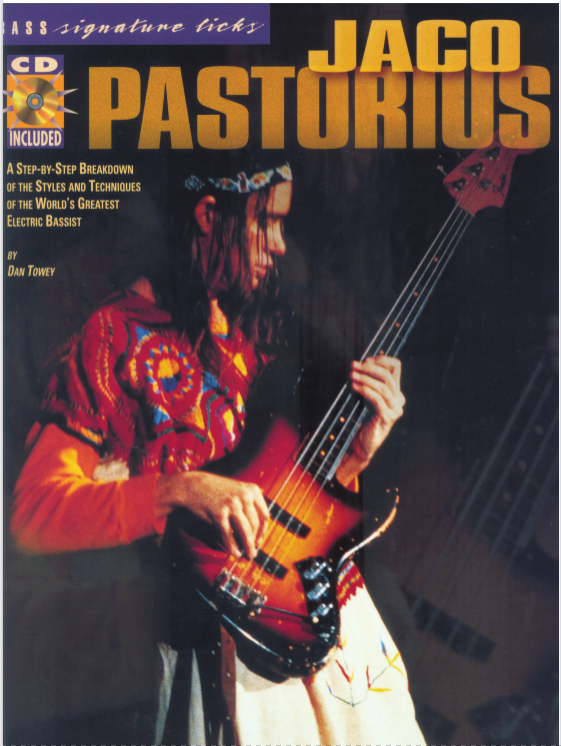 BASS signature licks
CD
INCLUDED
JACO
PASTORIUS
A STEP-BY-STEP BREAKDOWN
OF THE STYLES AND TECHNIQUES
OF THE WORLD'S GREATEST
ELECTRIC BASSIST
BY
DAN TOWEY